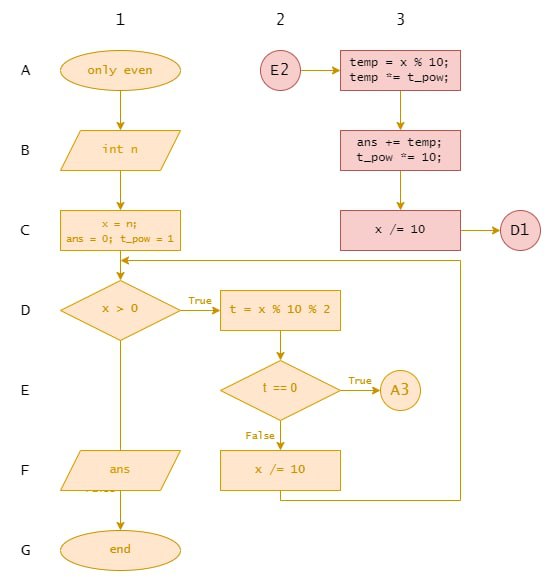 1 2 3
A only even E2 temp = x % 10;
temp *= t_pow;
B int n ans += temp;
t_pow *= 10;
C x = n;
ans = 0; t_pow = 1
x /= 10 D1
D x > 0 True t = x % 10 % 2
E t == 0 True A3
False
F ans x /= 10
G end